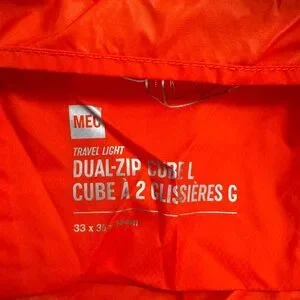 MEC
TRAVEL LIGHT
DUAL-ZIP CUBE L
CUBE À 2 GLISSIÈRES G
33 x